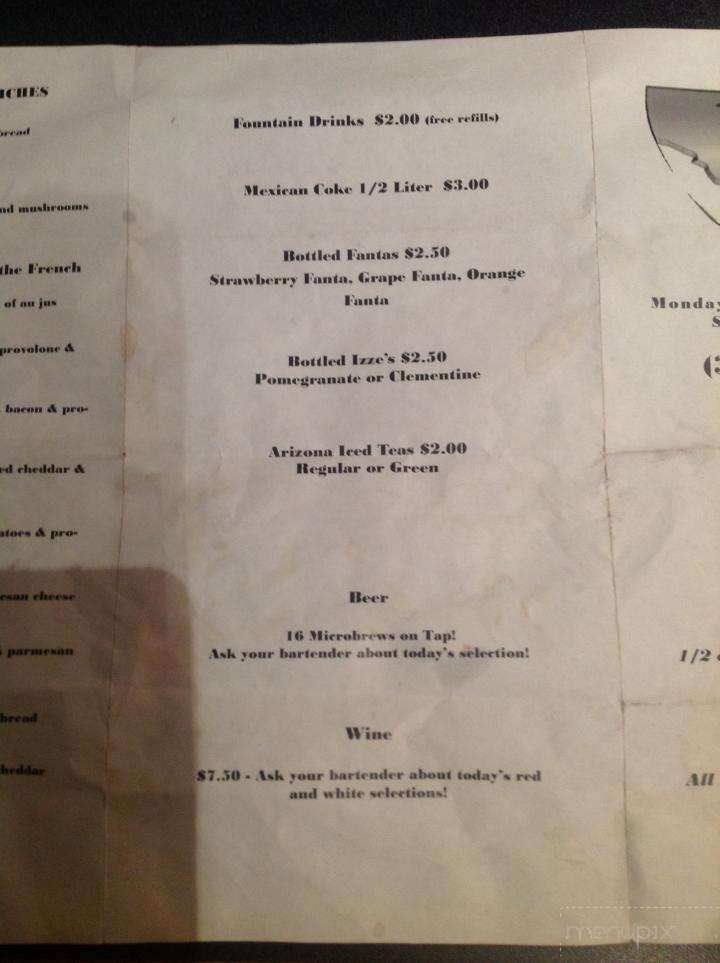 ICHES
bread
nd mushrooms
the French
of au jus
provolone &
bacon & pro-
ed cheddar &
atoes & pro-
esan cheese
parmesan
bread
heddar
Fountain Drinks $2.00 (free refills)
Mexican Coke 1/2 Liter $3.00
Bottled Fantas $2.50
Strawberry Fanta, Grape Fanta, Orange
Fanta
Bottled Izze's $2.50
Pomegranate or Clementine
Arizona Iced Teas $2.00
Regular or Green
Beer
16 Microbrews on Tap!
Ask your bartender about today's selection!
Wine
$7.50 - Ask your bartender about today's red
and white selections!
Monday
S
(3
1/2
All
menupix